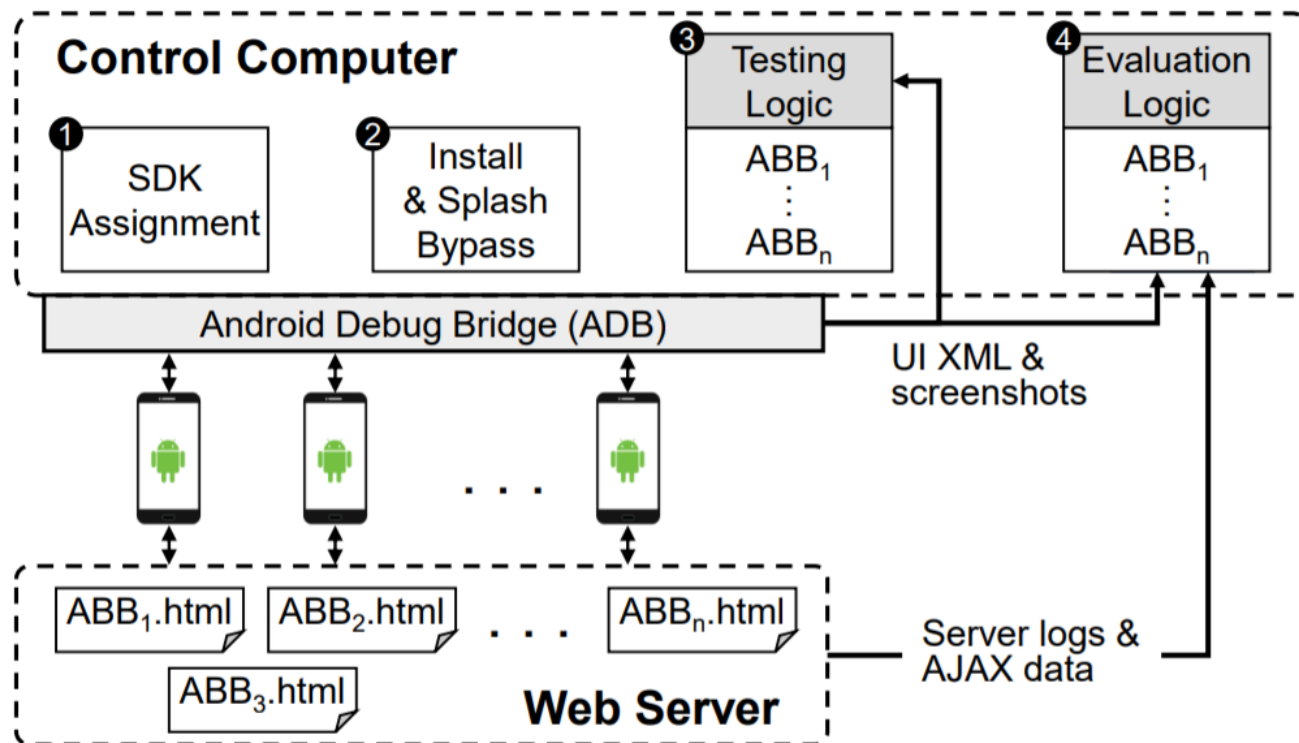 Control Computer
1
SDK
Assignment
2
Install
& Splash
Bypass
3
Testing
Logic
ABB₁
⋮
ABBₙ
4
Evaluation
Logic
ABB₁
⋮
ABBₙ
Android Debug Bridge (ADB)
UI XML &
screenshots
. . .
ABB₁.html
ABB₂.html
. . .
ABBₙ.html
ABB₃.html
Web Server
Server logs &
AJAX data